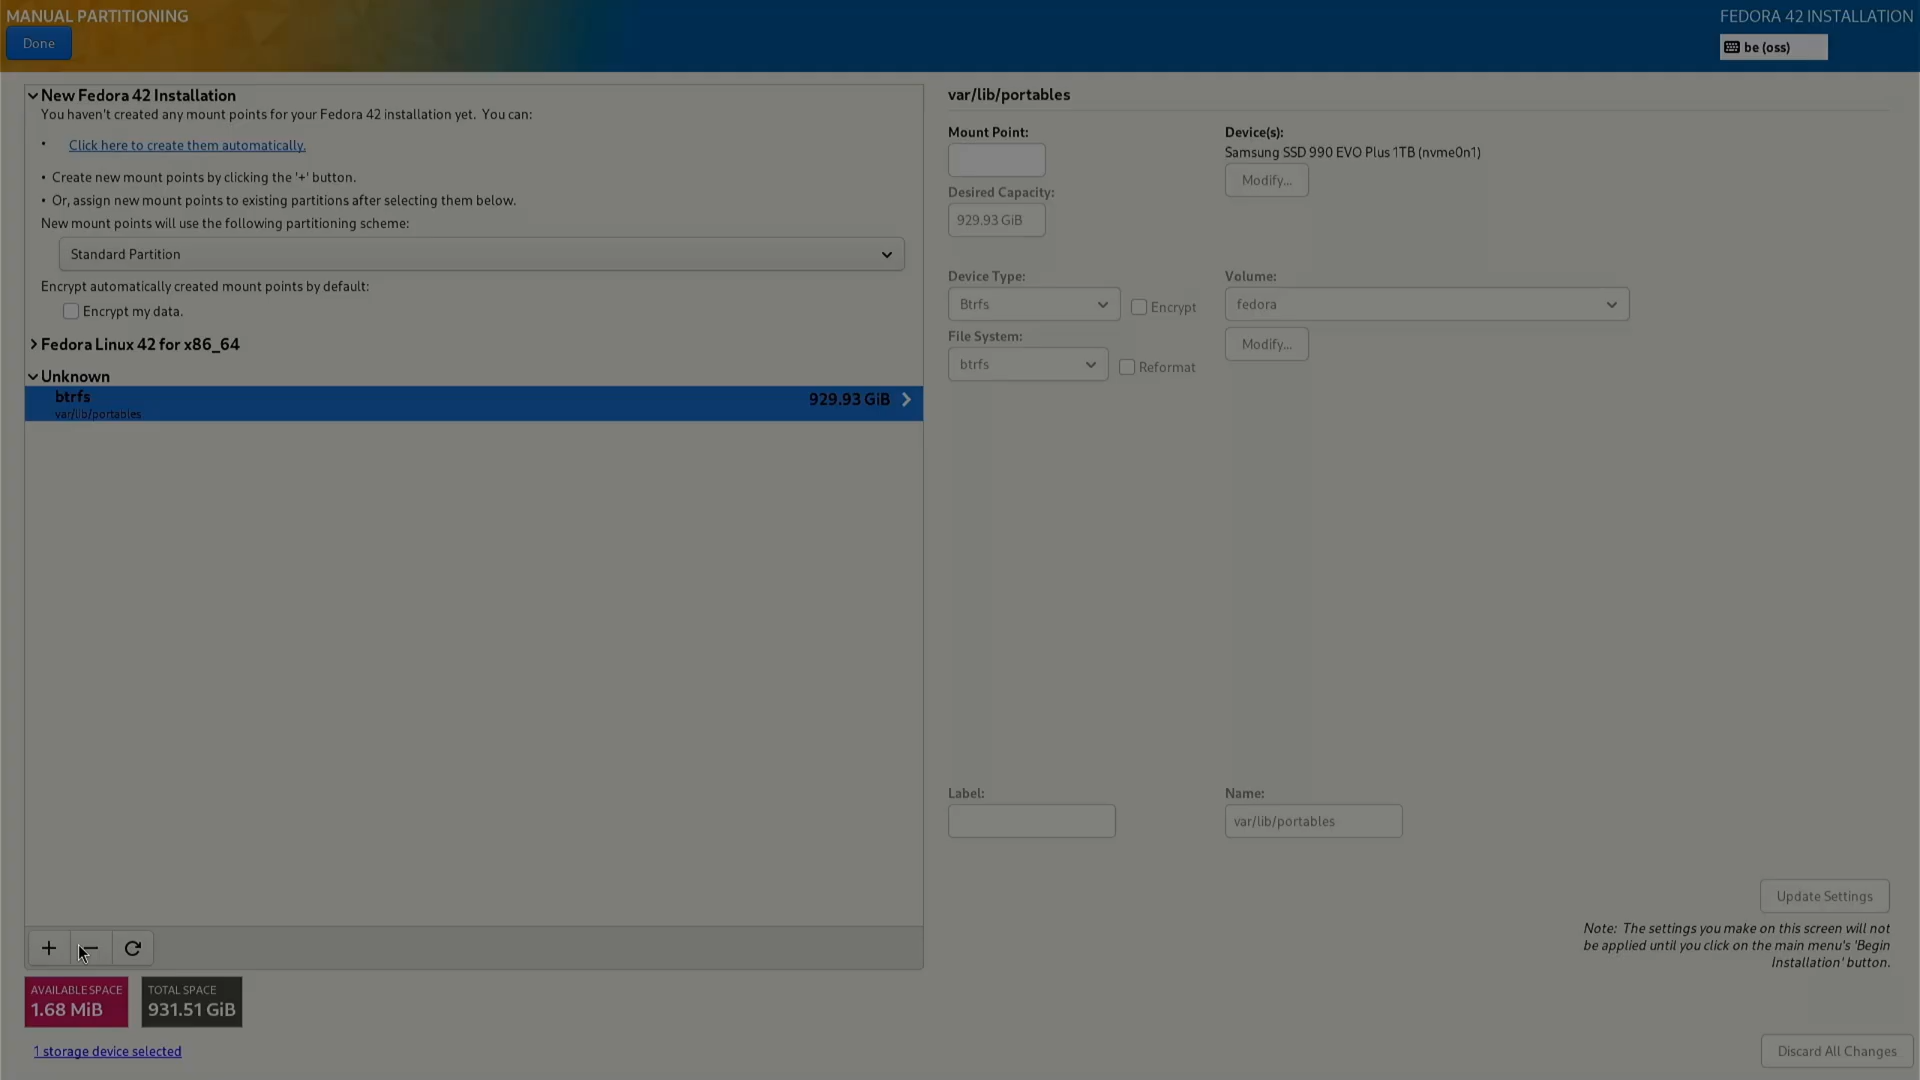 MANUAL PARTITIONING
FEDORA 42 INSTALLATION
Done
be (oss)
New Fedora 42 Installation
You haven't created any mount points for your Fedora 42 installation yet. You can:
• Click here to create them automatically.
• Create new mount points by clicking the '+' button.
• Or, assign new mount points to existing partitions after selecting them below.
New mount points will use the following partitioning scheme:
Standard Partition
Encrypt automatically created mount points by default:
Encrypt my data.
Fedora Linux 42 for x86_64
Unknown
btrfs
929.93 GiB
var/lib/portables
AVAILABLE SPACE
1.68 MiB
TOTAL SPACE
931.51 GiB
1 storage device selected
var/lib/portables
Mount Point:
Device(s):
Samsung SSD 990 EVO Plus 1TB (nvme0n1)
Modify...
Desired Capacity:
929.93 GiB
Device Type:
Volume:
Btrfs
Encrypt
fedora
File System:
Modify...
btrfs
Reformat
Label:
Name:
var/lib/portables
Update Settings
Note: The settings you make on this screen will not
be applied until you click on the main menu's 'Begin
Installation' button.
Discard All Changes